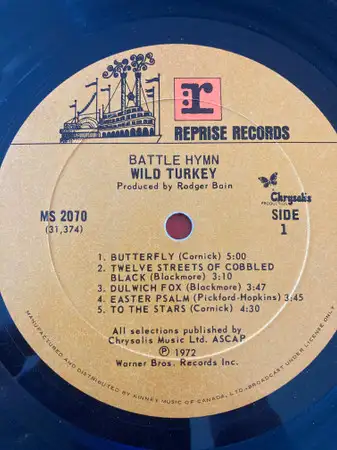 r:
REPRISE RECORDS
BATTLE HYMN
WILD TURKEY
Produced by Rodger Bain
A
Chrysalis
PRODUCTION
MS 2070
(31,374)
SIDE
1
1. BUTTERFLY (Cornick) 5:00
2. TWELVE STREETS OF COBBLED
BLACK (Blackmore) 3:10
3. DULWICH FOX (Blackmore) 3:47
4. EASTER PSALM (Pickford-Hopkins) 3:45
5. TO THE STARS (Cornick) 4:30
All selections published by
Chrysalis Music Ltd. ASCAP
℗ 1972
Warner Bros. Records Inc.
MANUFACTURED AND DISTRIBUTED BY KINNEY MUSIC OF CANADA, LTD. • BROADCAST UNDER LICENSE ONLY •